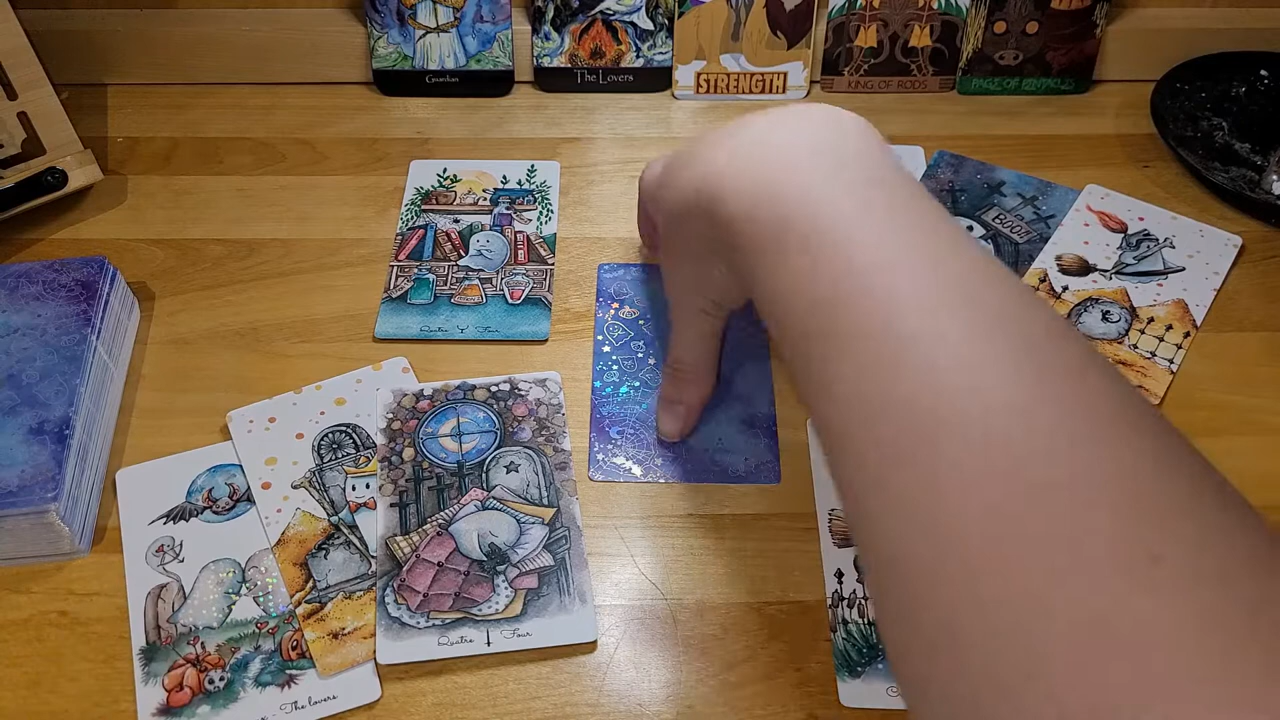 Guardian
The Lovers
STRENGTH
KING OF RODS
PAGE OF PENTACLES
BOO!!
Quatre Four
Quatre Four
- The lovers